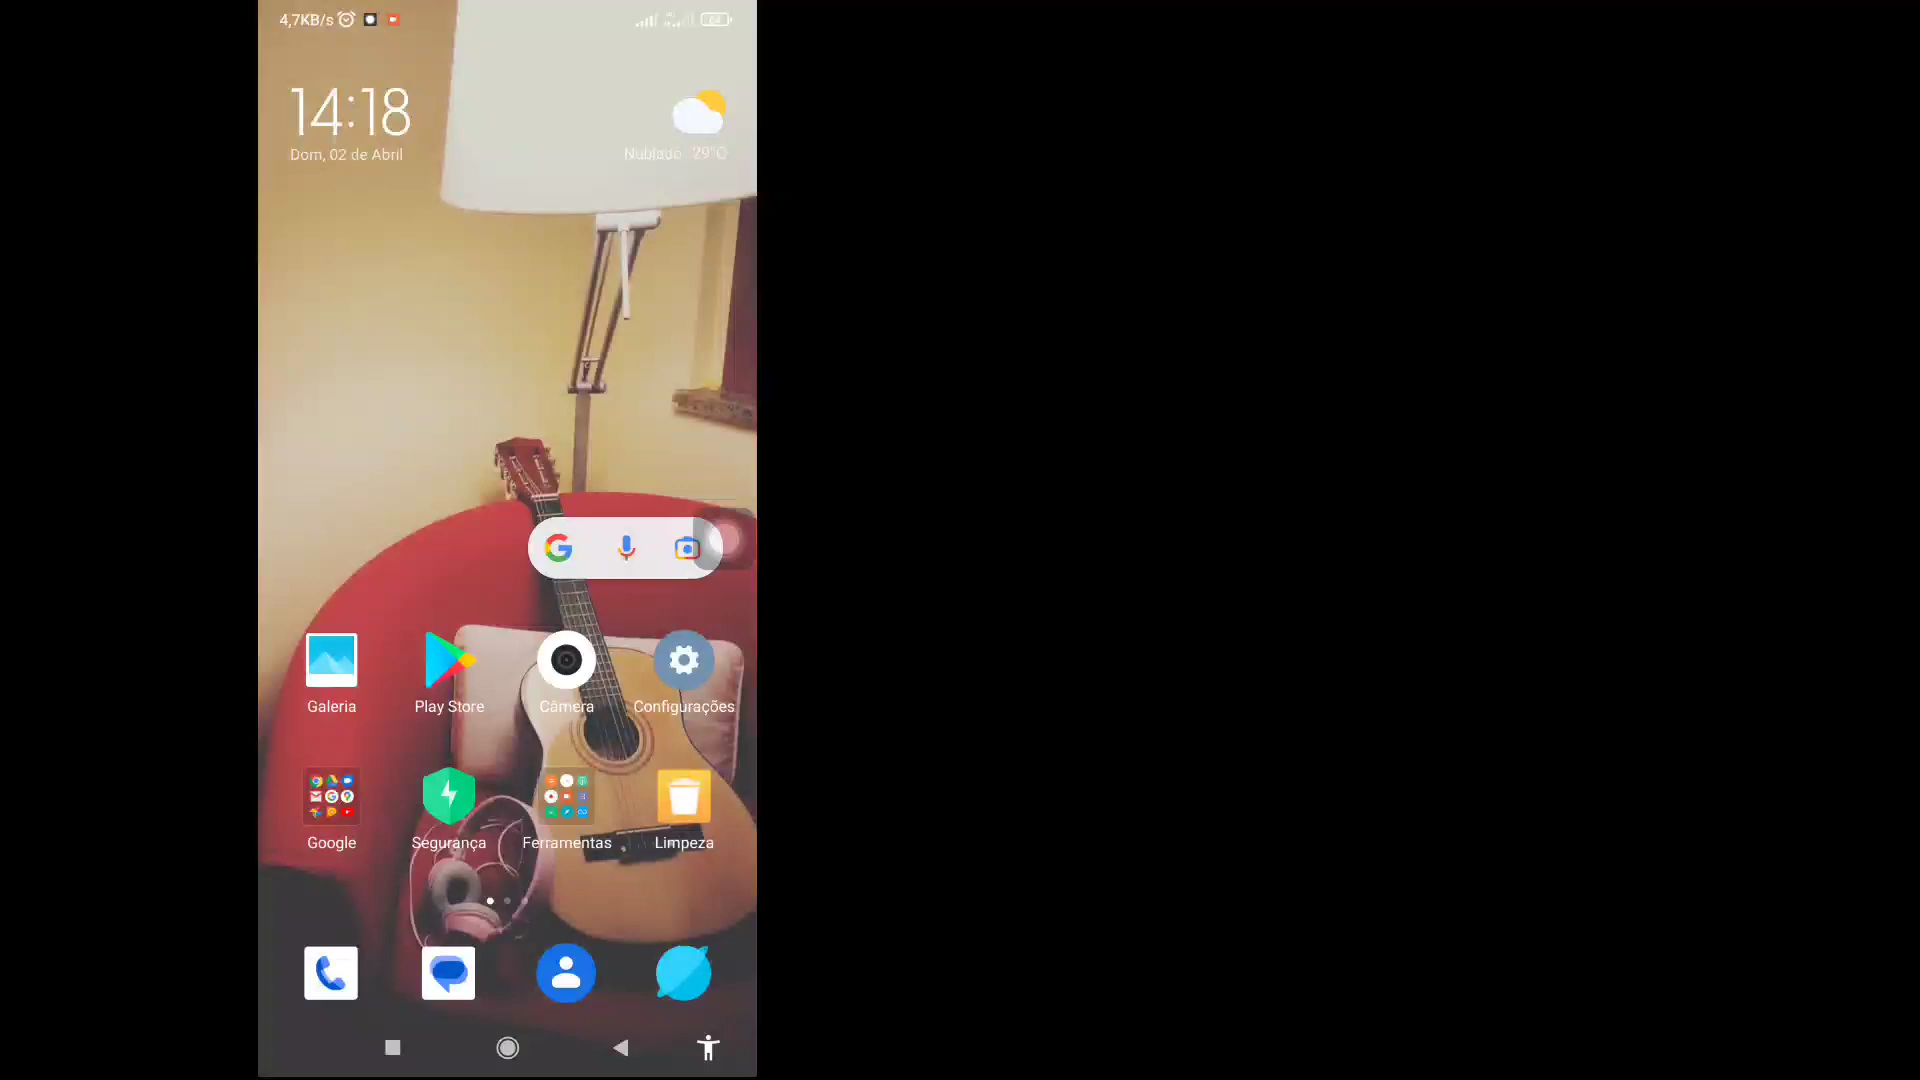 4,7KB/s
64
14:18
Dom, 02 de Abril
Nublado 29°C
Galeria
Play Store
Câmera
Configurações
Google
Segurança
Ferramentas
Limpeza